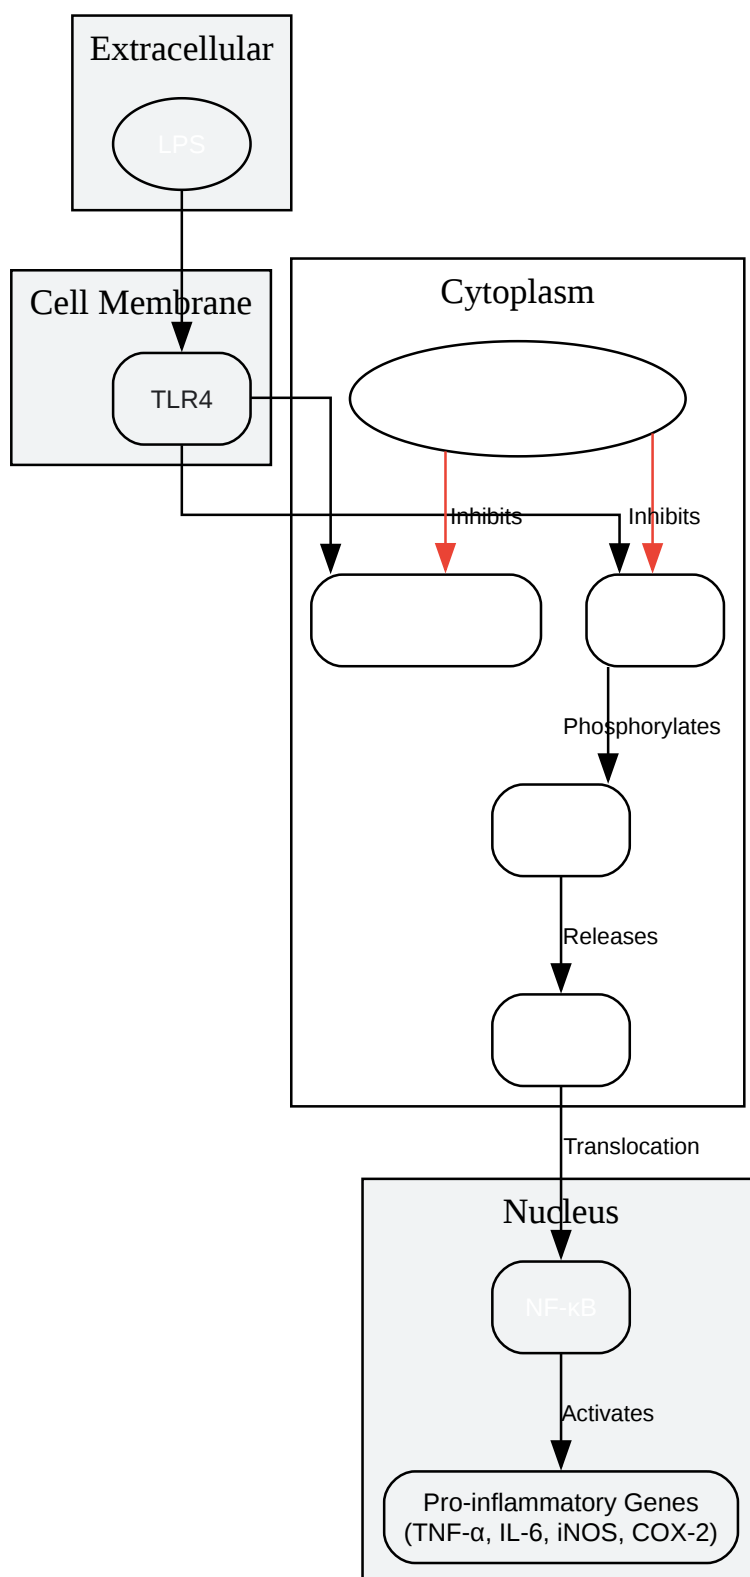 Extracellular
LPS
Cell Membrane
TLR4
Cytoplasm
Inhibits
Inhibits
Phosphorylates
Releases
Translocation
Nucleus
NF-κB
Activates
Pro-inflammatory Genes
(TNF-α, IL-6, iNOS, COX-2)